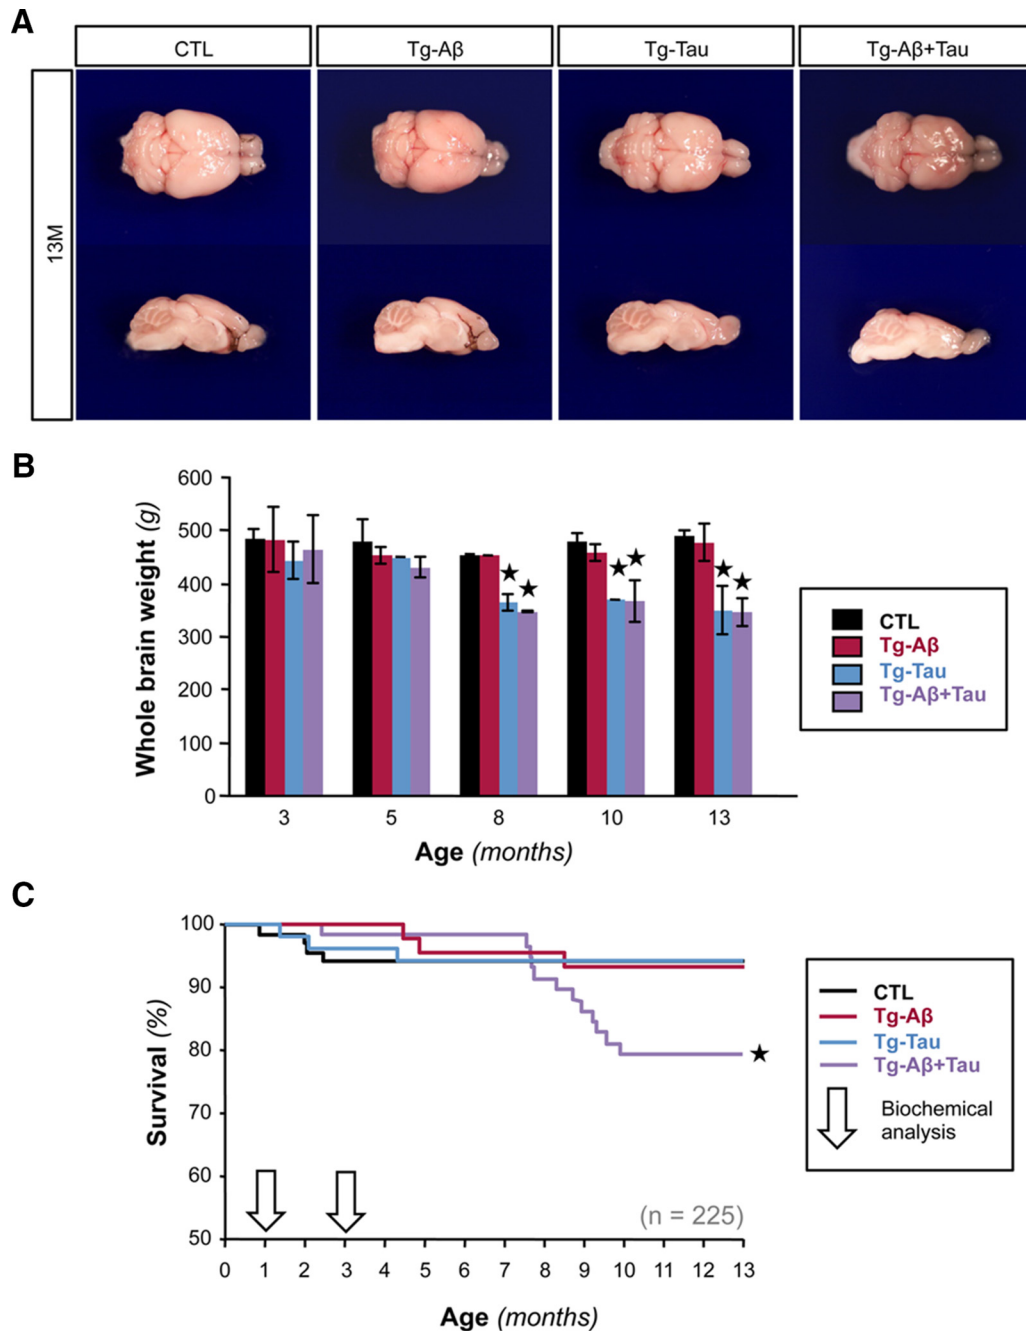 A
CTL
Tg-Aβ
Tg-Tau
Tg-Aβ+Tau
13M
B
Whole brain weight (g)
600
500
400
300
200
100
0
3
5
8
10
13
Age (months)
CTL
Tg-Aβ
Tg-Tau
Tg-Aβ+Tau
C
Survival (%)
100
90
80
70
60
50
(n = 225)
0 1 2 3 4 5 6 7 8 9 10 11 12 13
Age (months)
CTL
Tg-Aβ
Tg-Tau
Tg-Aβ+Tau
Biochemical
analysis